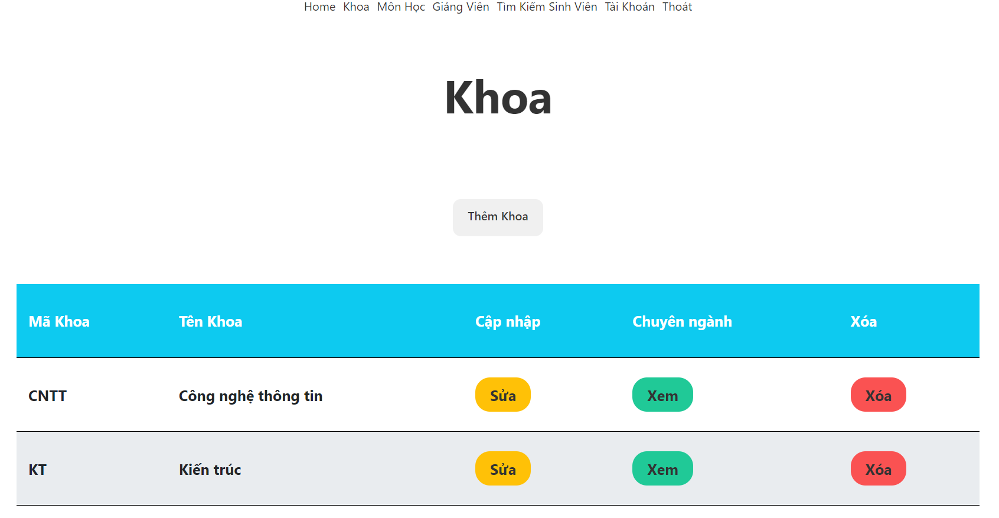 Home Khoa Môn Học Giảng Viên Tìm Kiếm Sinh Viên Tài Khoản Thoát
Khoa
Thêm Khoa
Mã Khoa Tên Khoa Cập nhập Chuyên ngành Xóa
CNTT Công nghệ thông tin Sửa Xem Xóa
KT Kiến trúc Sửa Xem Xóa